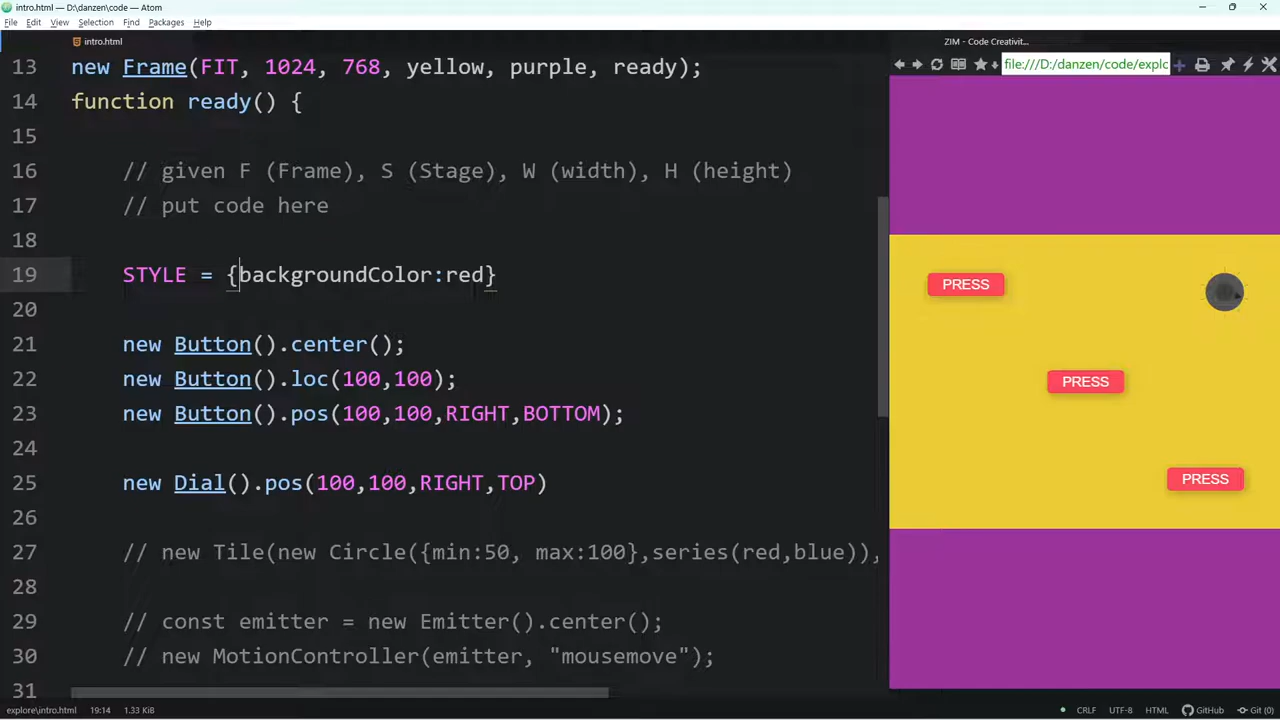 intro.html — D:\danzen\code — Atom
File Edit View Selection Find Packages Help
intro.html
ZIM - Code Creativit...
file:///D:/danzen/code/explc
13 new Frame(FIT, 1024, 768, yellow, purple, ready);
14 function ready() {
15
16 // given F (Frame), S (Stage), W (width), H (height)
17 // put code here
18
19 STYLE = {backgroundColor:red}
20
21 new Button().center();
22 new Button().loc(100,100);
23 new Button().pos(100,100,RIGHT,BOTTOM);
24
25 new Dial().pos(100,100,RIGHT,TOP)
26
27 // new Tile(new Circle({min:50, max:100},series(red,blue)),
28
29 // const emitter = new Emitter().center();
30 // new MotionController(emitter, "mousemove");
31
PRESS
PRESS
PRESS
explore\intro.html 19:14 1.33 KiB CRLF UTF-8 HTML GitHub Git (0)